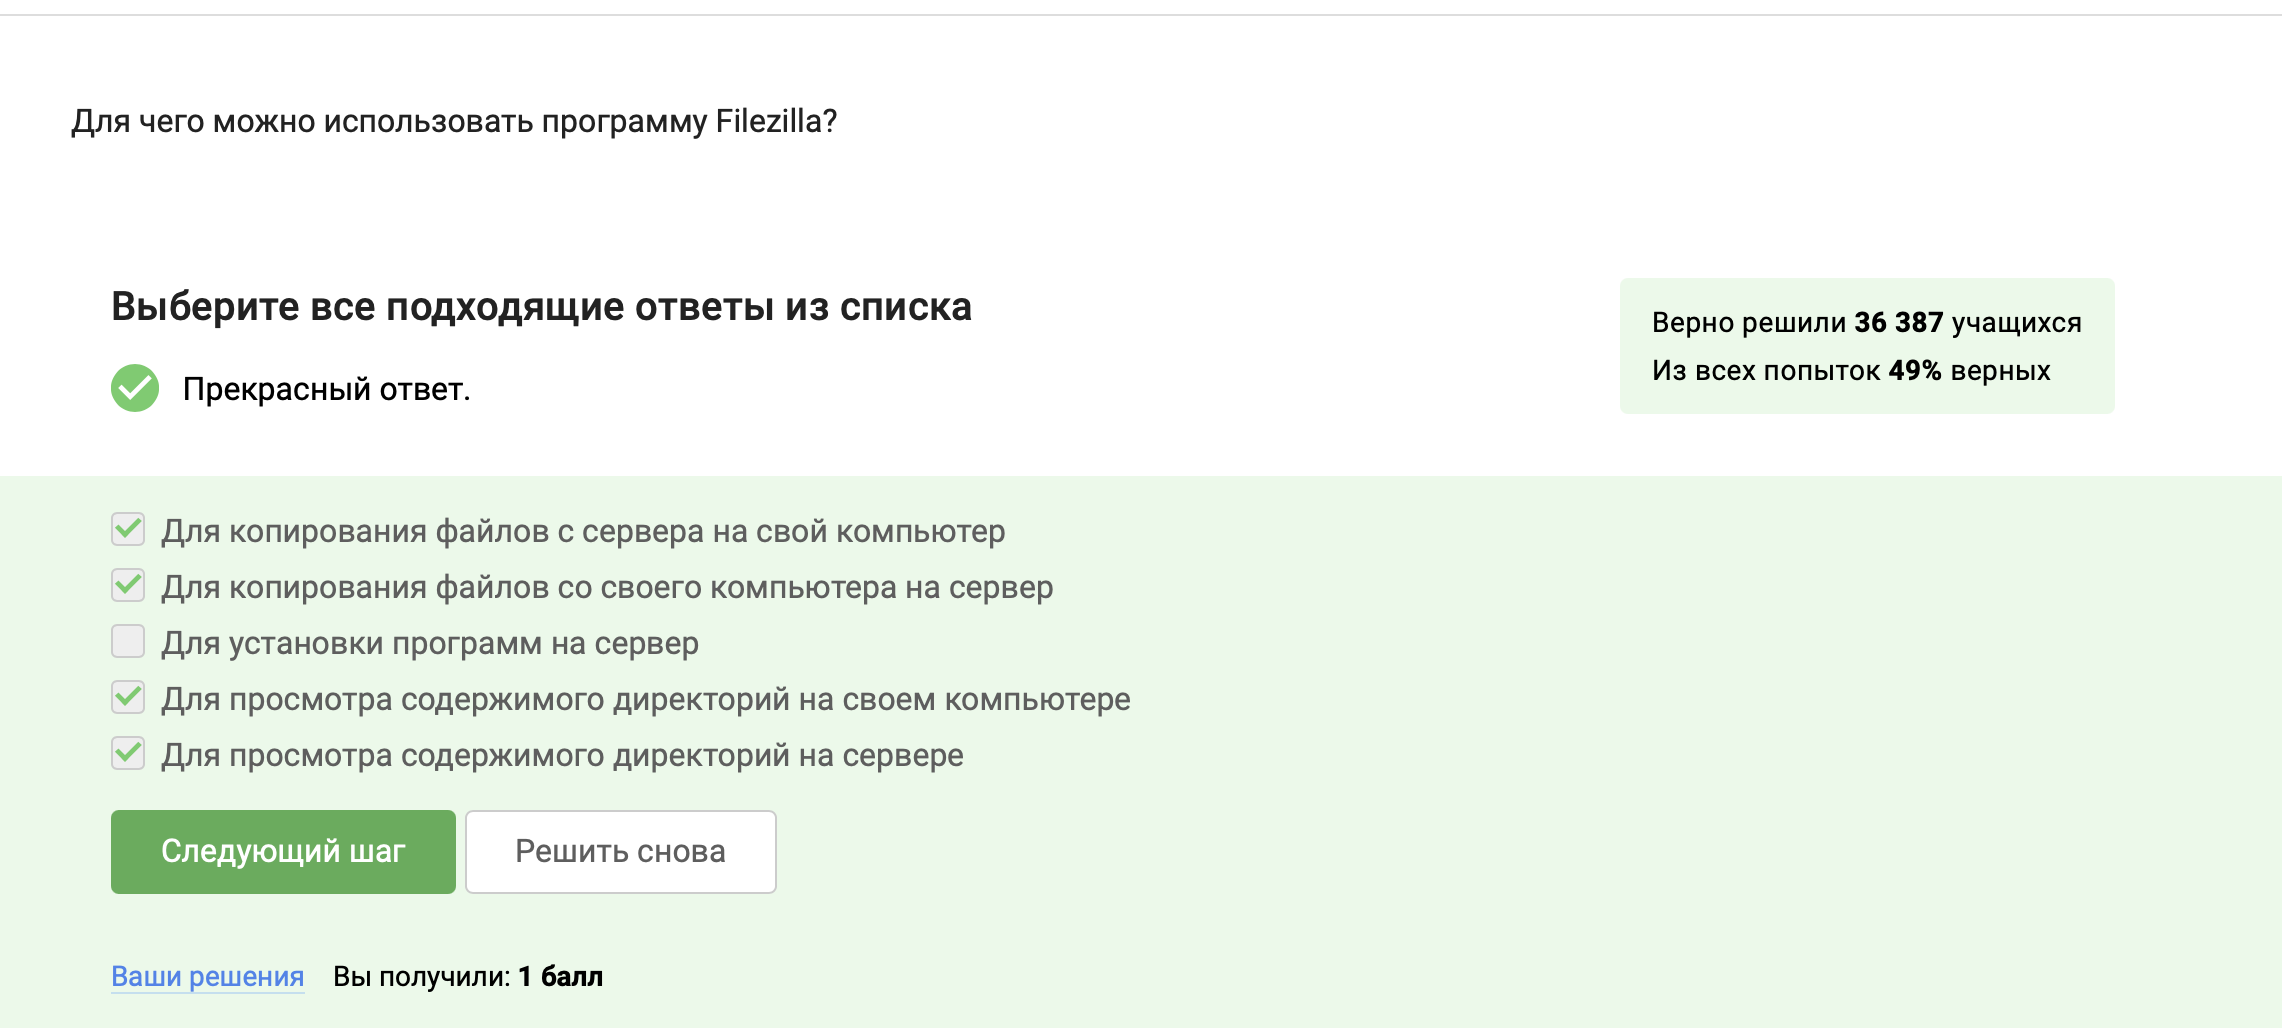 Для чего можно использовать программу Filezilla?
Выберите все подходящие ответы из списка
Прекрасный ответ.
Верно решили 36 387 учащихся
Из всех попыток 49% верных
Для копирования файлов с сервера на свой компьютер
Для копирования файлов со своего компьютера на сервер
Для установки программ на сервер
Для просмотра содержимого директорий на своем компьютере
Для просмотра содержимого директорий на сервере
Следующий шаг
Решить снова
Ваши решения Вы получили: 1 балл